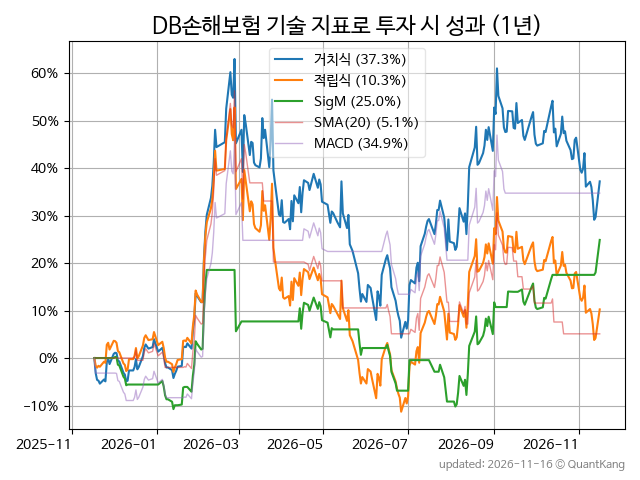 DB손해보험 기술 지표로 투자 시 성과 (1년)
거치식 (37.3%)
적립식 (10.3%)
SigM (25.0%)
SMA(20) (5.1%)
MACD (34.9%)
60%
50%
40%
30%
20%
10%
0%
−10%
2025-11 2026-01 2026-03 2026-05 2026-07 2026-09 2026-11
updated: 2026-11-16 © QuantKang